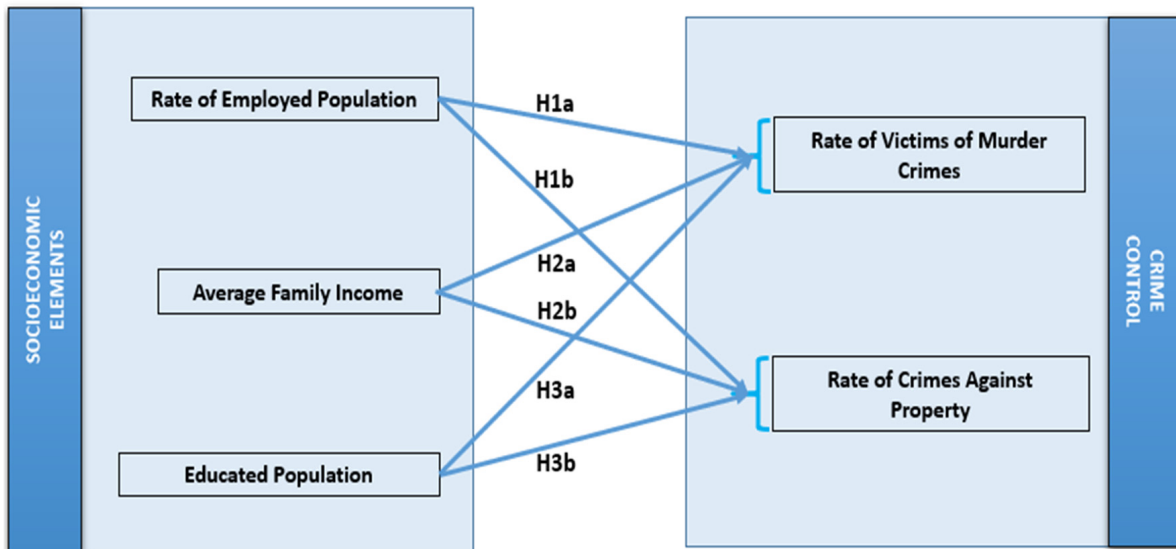 SOCIOECONOMIC
ELEMENTS
Rate of Employed Population
Average Family Income
Educated Population
H1a
H1b
H2a
H2b
H3a
H3b
Rate of Victims of Murder
Crimes
Rate of Crimes Against
Property
CRIME
CONTROL